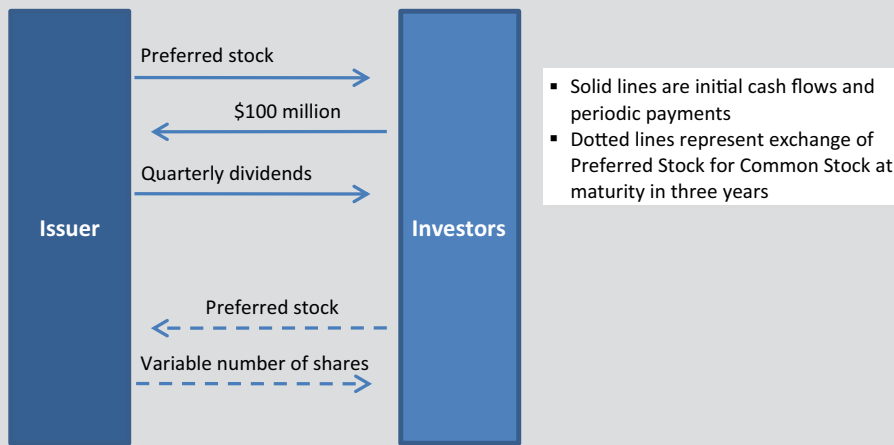 Preferred stock
$100 million
Quarterly dividends
Issuer
Investors
Preferred stock
Variable number of shares
▪ Solid lines are initial cash flows and
periodic payments
▪ Dotted lines represent exchange of
Preferred Stock for Common Stock at
maturity in three years